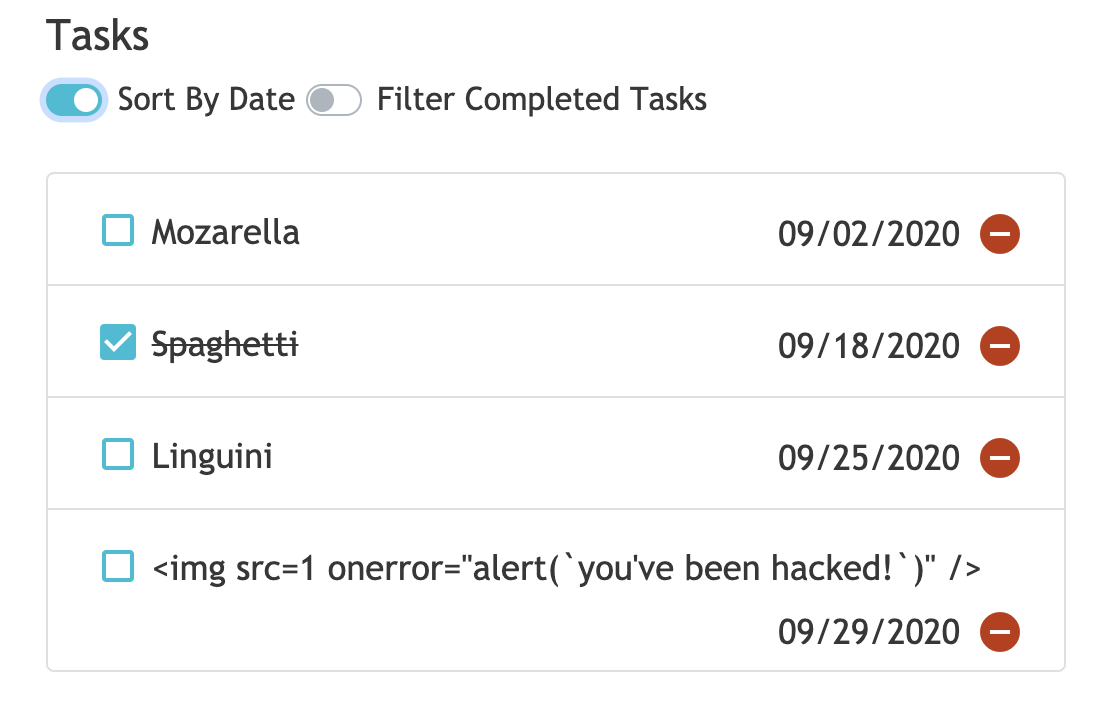 Tasks
Sort By Date Filter Completed Tasks
Mozarella 09/02/2020
Spaghetti 09/18/2020
Linguini 09/25/2020
<img src=1 onerror="alert(`you've been hacked!`)" />
09/29/2020